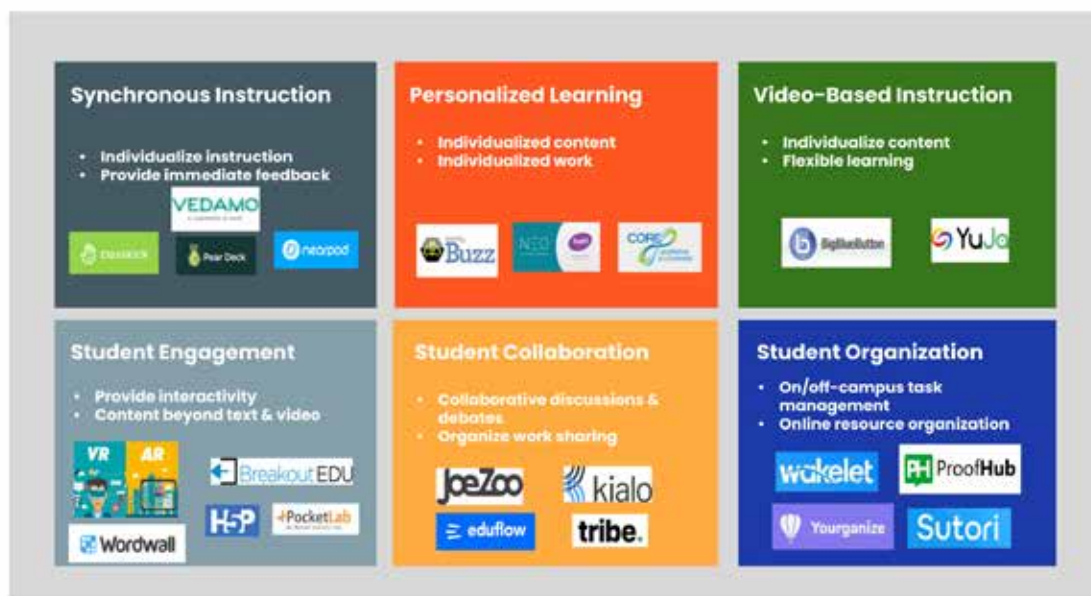 Synchronous Instruction
• Individualize instruction
• Provide immediate feedback
VEDAMO
Pear Deck
nearpod
Personalized Learning
• Individualized content
• Individualized work
Buzz
NEO
CORE
Video-Based Instruction
• Individualize content
• Flexible learning
BigBlueButton
YuJa
Student Engagement
• Provide interactivity
• Content beyond text & video
VR
AR
Breakout EDU
H5P
PocketLab
Wordwall
Student Collaboration
• Collaborative discussions &
debates
• Organize work sharing
JoeZoo
kialo
eduflow
tribe.
Student Organization
• On/off-campus task
management
• Online resource organization
wakelet
PH ProofHub
Yourganize
Sutori